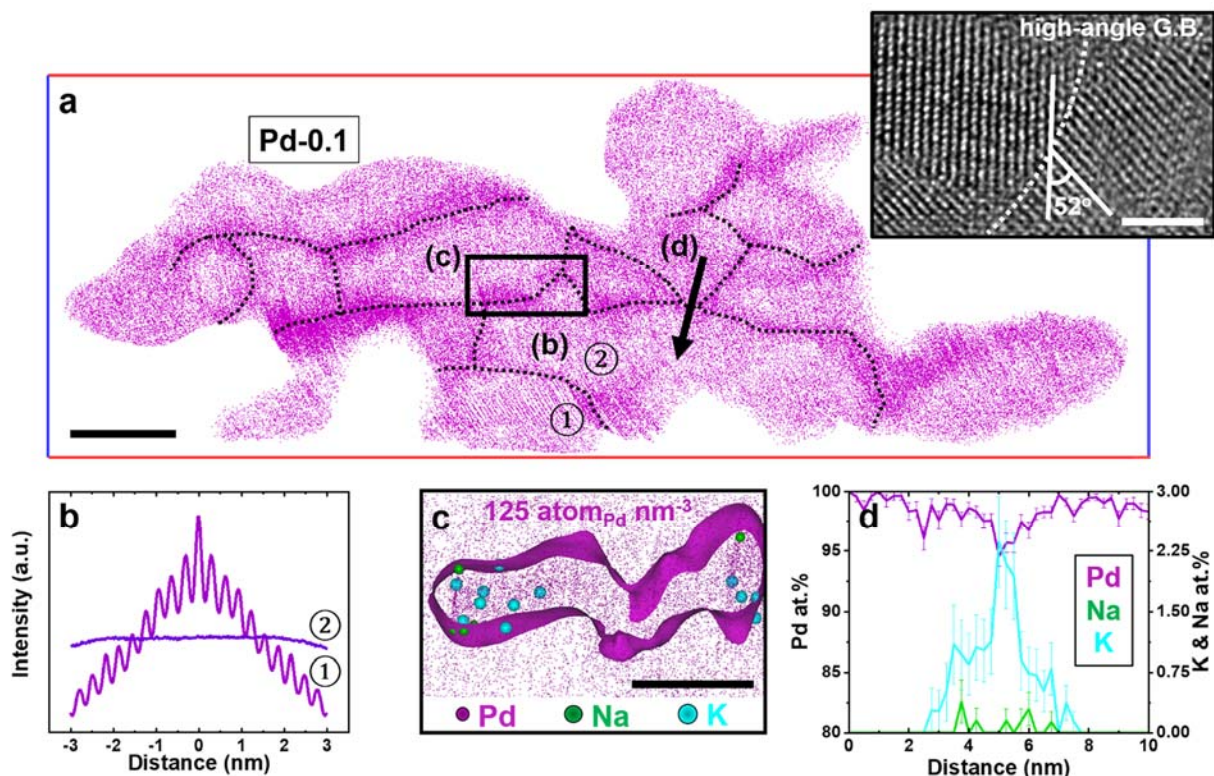 high-angle G.B.
52°
a
Pd-0.1
(c)
(d)
(b)
②
①
b
Intensity (a.u.)
②
①
-3 -2 -1 0 1 2 3
Distance (nm)
c
125 atom_Pd nm⁻³
Pd Na K
d
100
95
90
85
80
Pd at.%
Pd
Na
K
3.00
2.25
1.50
0.75
0.00
K & Na at.%
0 2 4 6 8 10
Distance (nm)